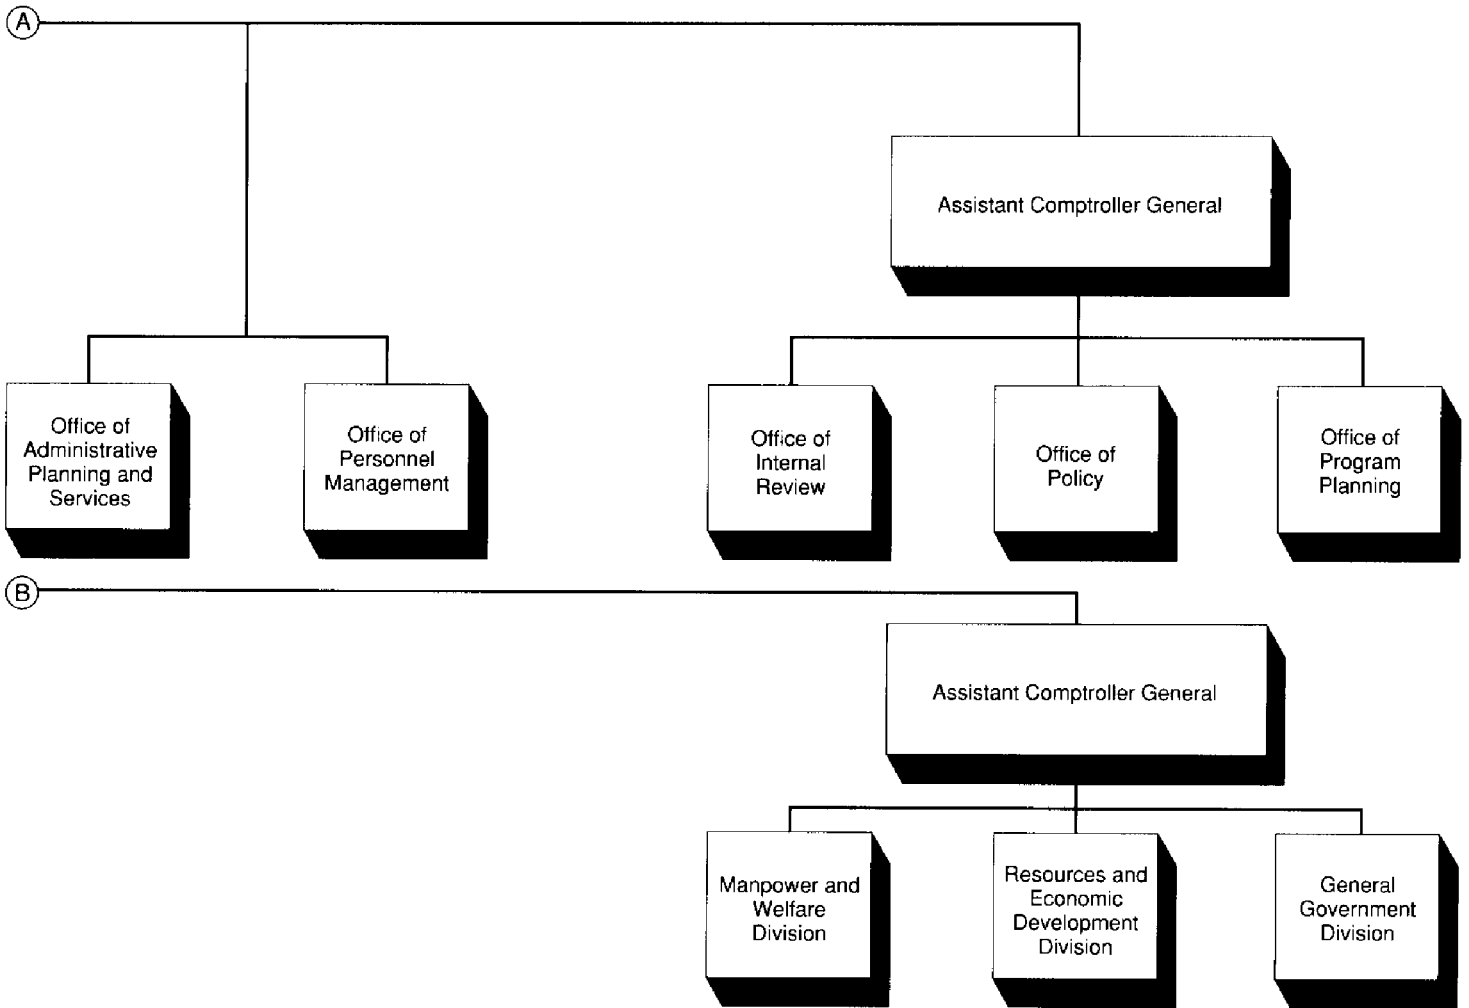 A
Assistant Comptroller General
Office of
Administrative
Planning and
Services
Office of
Personnel
Management
Office of
Internal
Review
Office of
Policy
Office of
Program
Planning
B
Assistant Comptroller General
Manpower and
Welfare
Division
Resources and
Economic
Development
Division
General
Government
Division